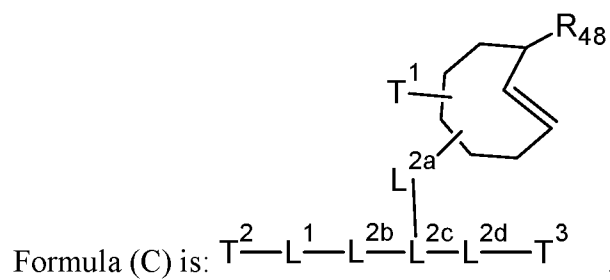 R₄₈
T¹
L²ᵃ
Formula (C) is: T²—L¹—L²ᵇ—L²ᶜ—L²ᵈ—T³